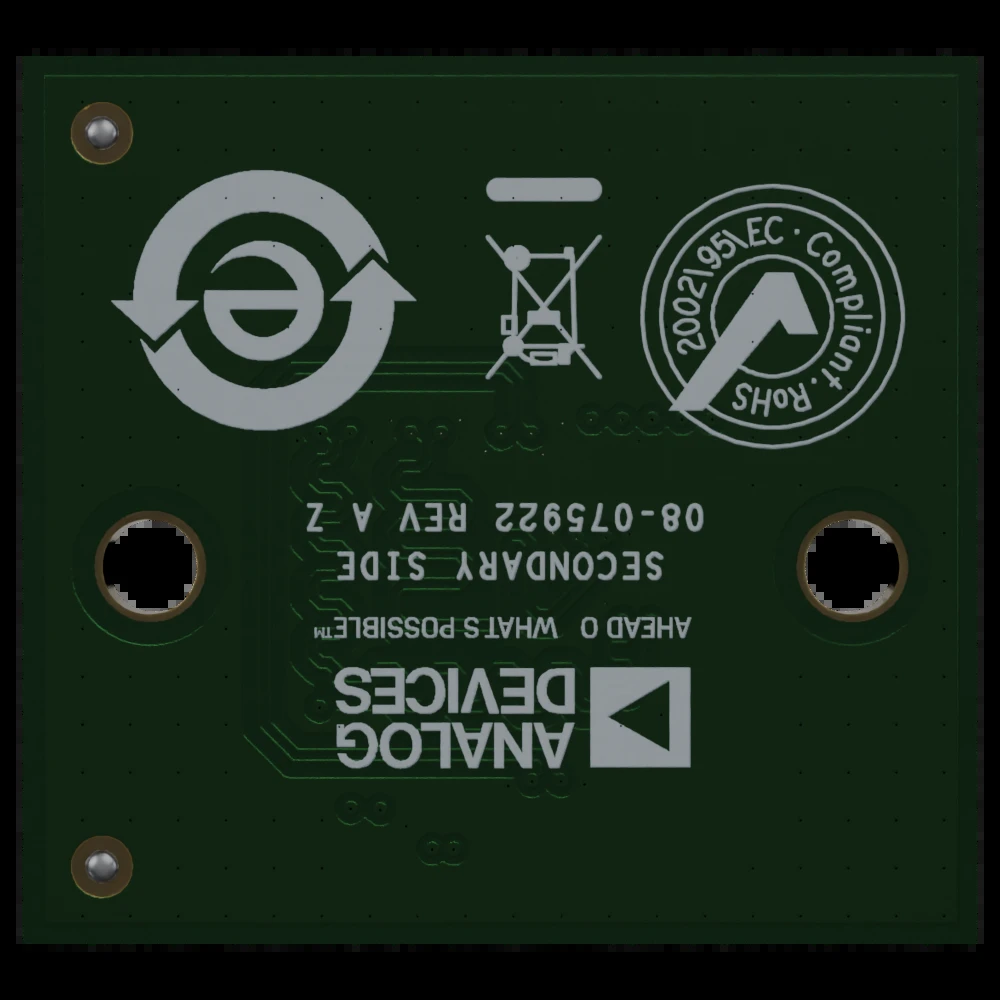 ANALOG
DEVICES
AHEAD O WHAT'S POSSIBLE™
SECONDARY SIDE
08-075922 REV A Z
2002\95\EC · Compliant. RoHS